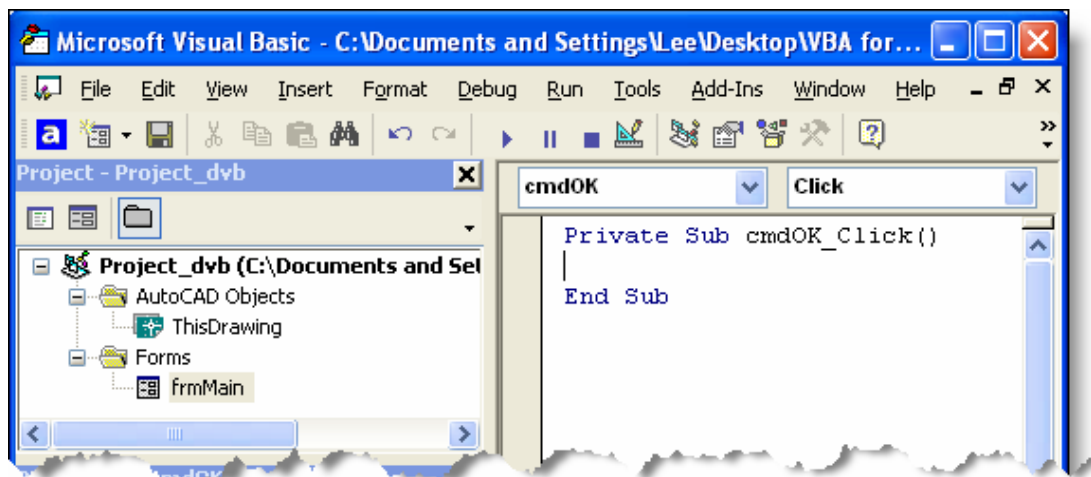 Microsoft Visual Basic - C:\Documents and Settings\Lee\Desktop\VBA for...
File Edit View Insert Format Debug Run Tools Add-Ins Window Help
Project - Project_dvb
cmdOK Click
Project_dvb (C:\Documents and Set
AutoCAD Objects
ThisDrawing
Forms
frmMain
Private Sub cmdOK_Click()
End Sub